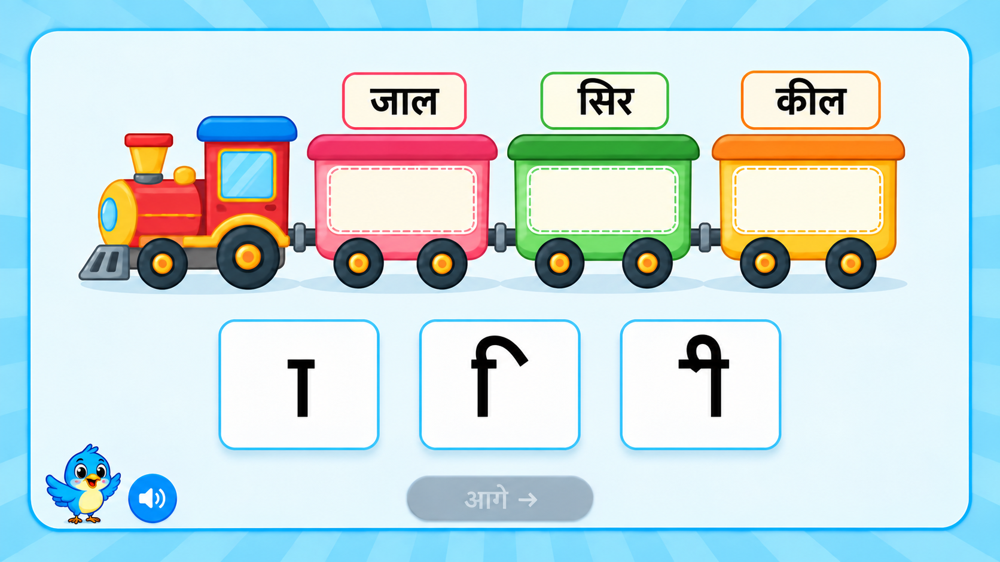 जाल
सिर
कील
ा
ि
ी
आगे →